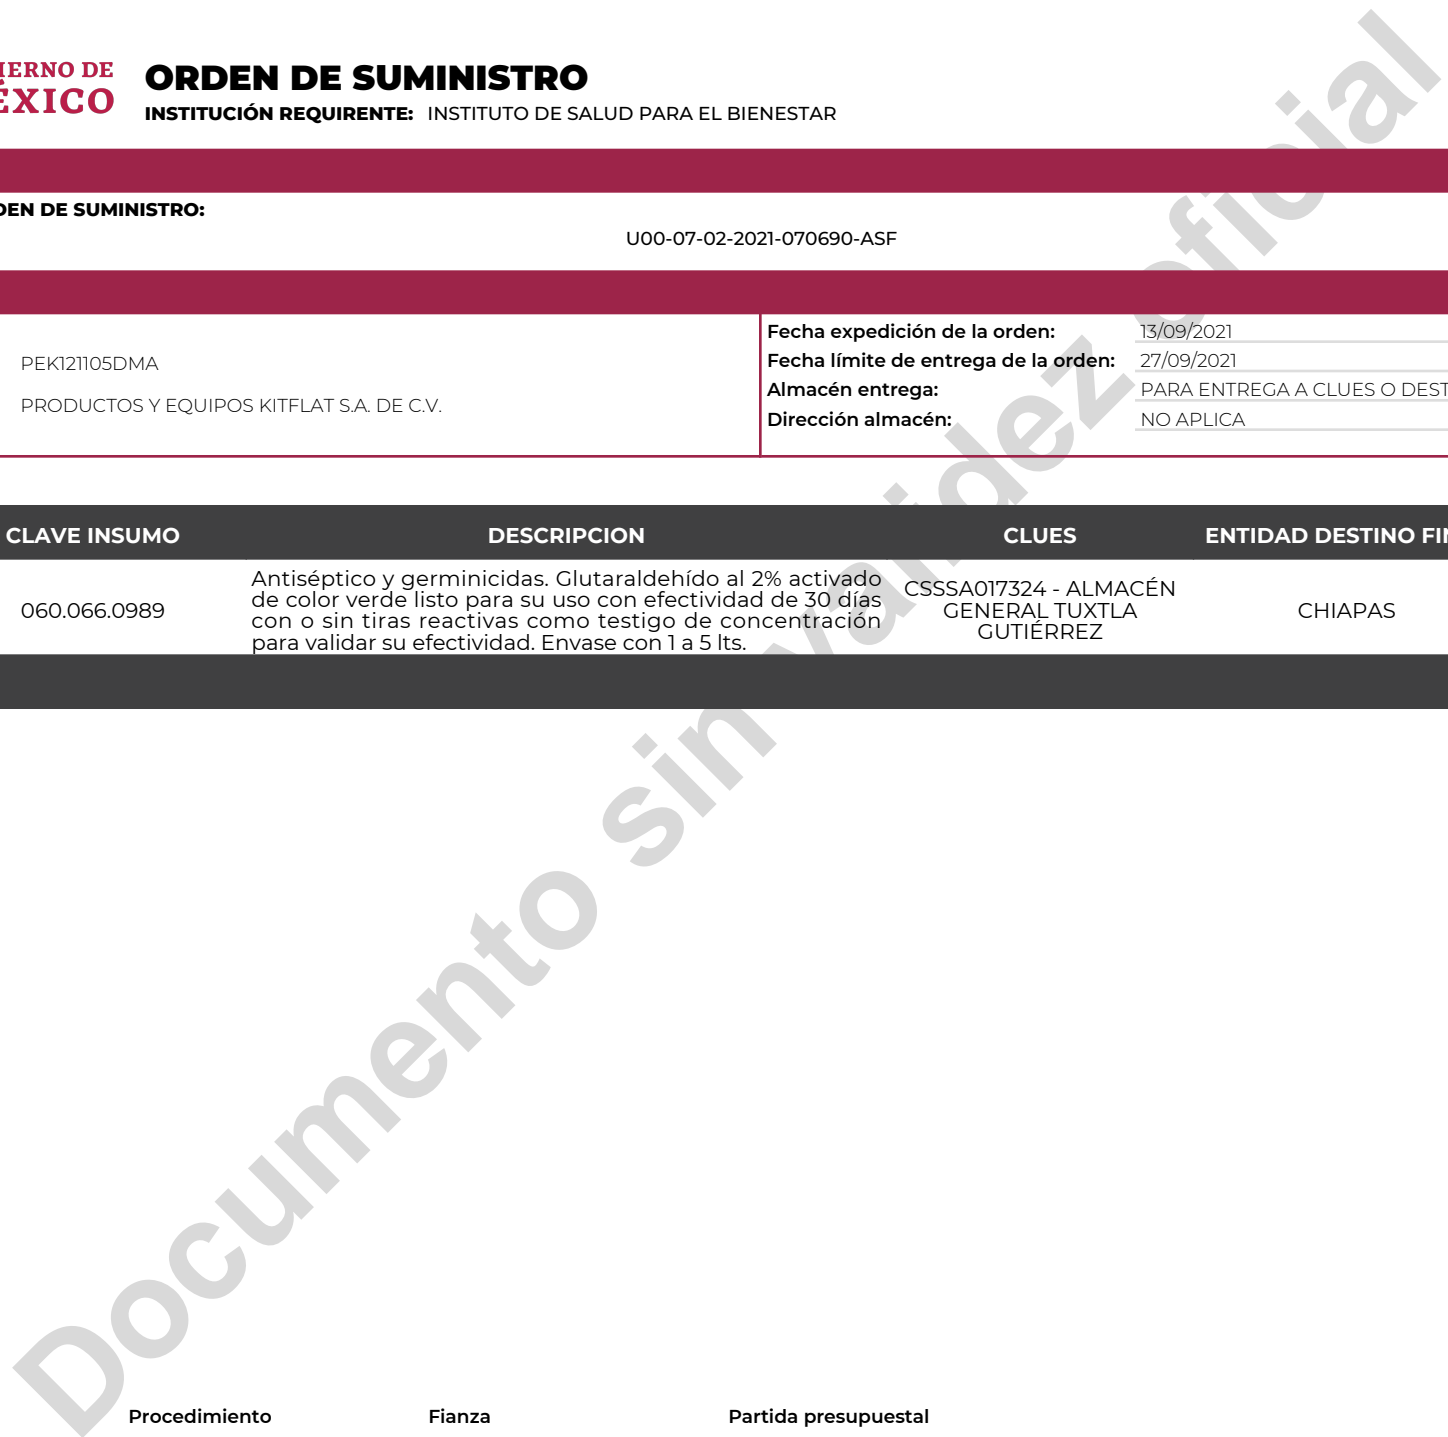 IERNO DE
ÉXICO
ORDEN DE SUMINISTRO
INSTITUCIÓN REQUIRENTE: INSTITUTO DE SALUD PARA EL BIENESTAR
DEN DE SUMINISTRO:
U00-07-02-2021-070690-ASF
PEK121105DMA
PRODUCTOS Y EQUIPOS KITFLAT S.A. DE C.V.
Fecha expedición de la orden: 13/09/2021
Fecha límite de entrega de la orden: 27/09/2021
Almacén entrega: PARA ENTREGA A CLUES O DEST
Dirección almacén: NO APLICA
CLAVE INSUMO DESCRIPCION CLUES ENTIDAD DESTINO FIN
060.066.0989
Antiséptico y germinicidas. Glutaraldehído al 2% activado
de color verde listo para su uso con efectividad de 30 días
con o sin tiras reactivas como testigo de concentración
para validar su efectividad. Envase con 1 a 5 lts.
CSSSA017324 - ALMACÉN
GENERAL TUXTLA
GUTIÉRREZ
CHIAPAS
Documento sin validez oficial
Procedimiento Fianza Partida presupuestal